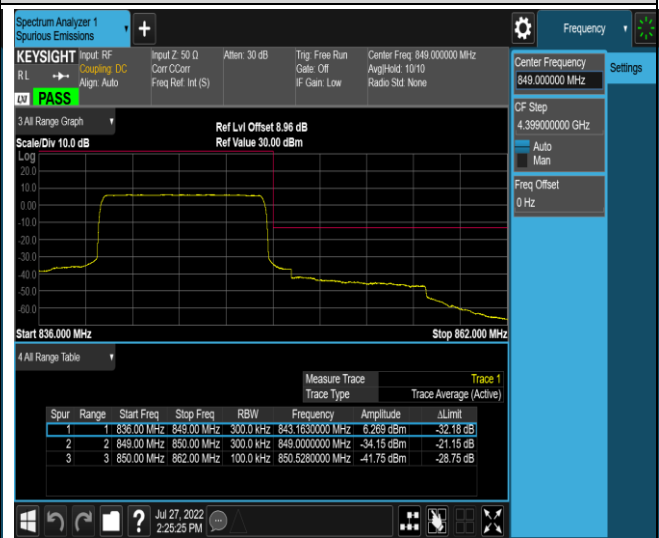 Spectrum Analyzer 1
Spurious Emissions
+
Frequency
KEYSIGHT Input: RF Input Z: 50 Ω Atten: 30 dB Trig: Free Run Center Freq: 849.000000 MHz
RL Coupling: DC Corr CCorr Gate: Off Avg|Hold: 10/10
Align: Auto Freq Ref: Int (S) IF Gain: Low Radio Std: None
LXI PASS
Center Frequency
849.000000 MHz
Settings
CF Step
4.399000000 GHz
Auto
Man
Freq Offset
0 Hz
3 All Range Graph
Ref Lvl Offset 8.96 dB
Scale/Div 10.0 dB Ref Value 30.00 dBm
Log
20.0
10.0
0.00
-10.0
-20.0
-30.0
-40.0
-50.0
-60.0
Start 836.000 MHz Stop 862.000 MHz
4 All Range Table
Measure Trace Trace 1
Trace Type Trace Average (Active)
Spur Range Start Freq Stop Freq RBW Frequency Amplitude ΔLimit
1 1 836.00 MHz 849.00 MHz 300.0 kHz 843.1630000 MHz 6.269 dBm -32.18 dB
2 2 849.00 MHz 850.00 MHz 300.0 kHz 849.0000000 MHz -34.15 dBm -21.15 dB
3 3 850.00 MHz 862.00 MHz 100.0 kHz 850.5280000 MHz -41.75 dBm -28.75 dB
? Jul 27, 2022
2:25:25 PM